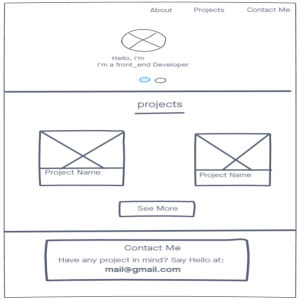 About Projects Contact Me
Hello, I'm
I'm a front_end Developer
projects
Project Name
Project Name
See More
Contact Me
Have any project in mind? Say Hello at:
mail@gmail.com